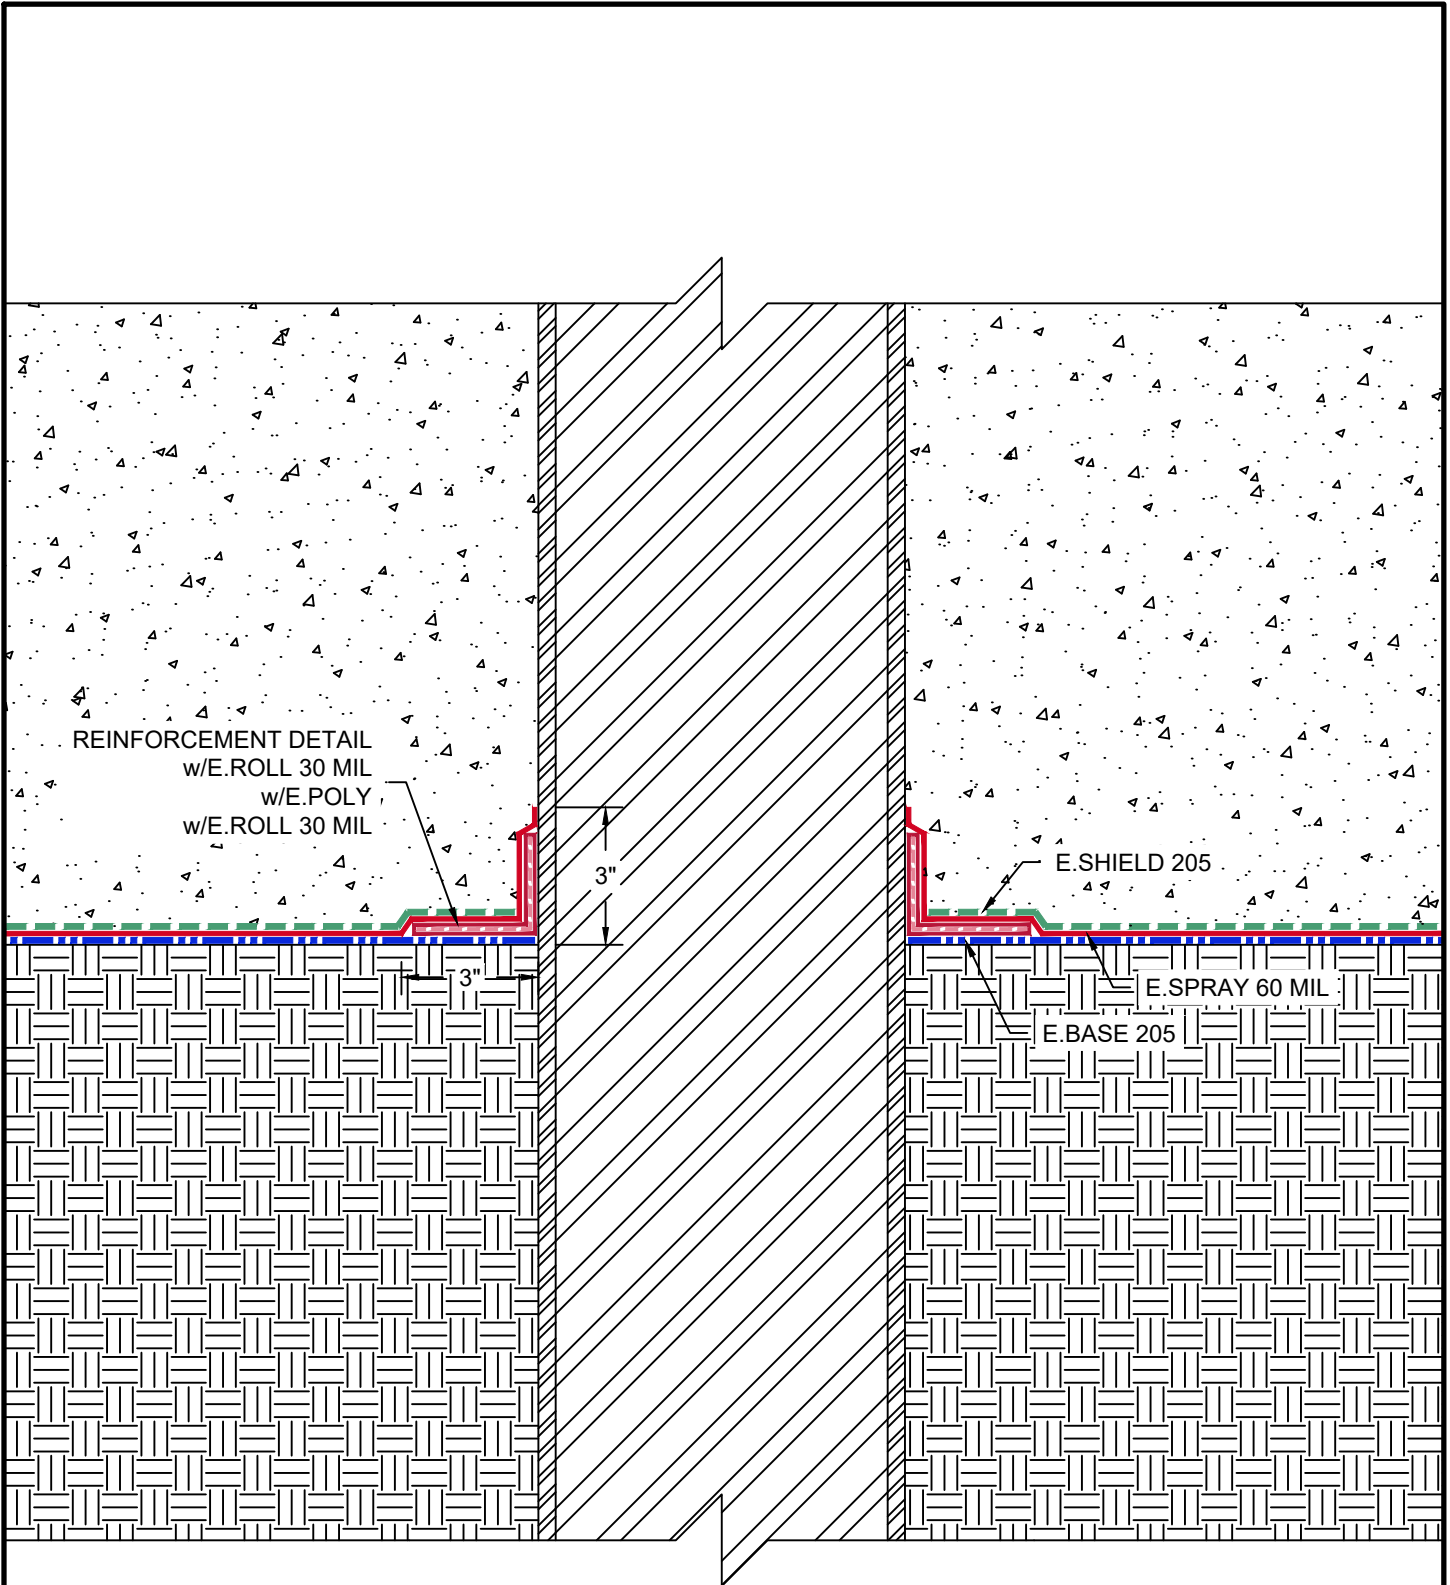 REINFORCEMENT DETAIL
w/E.ROLL 30 MIL
w/E.POLY
w/E.ROLL 30 MIL
3"
E.SHIELD 205
3"
E.SPRAY 60 MIL
E.BASE 205